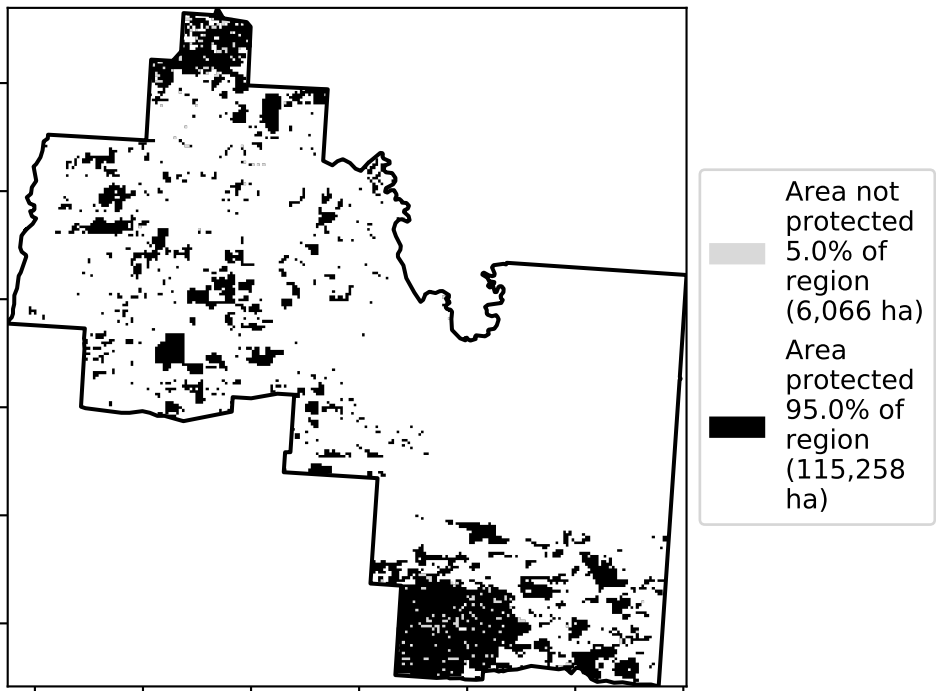 Area not
protected
5.0% of
region
(6,066 ha)
Area
protected
95.0% of
region
(115,258
ha)